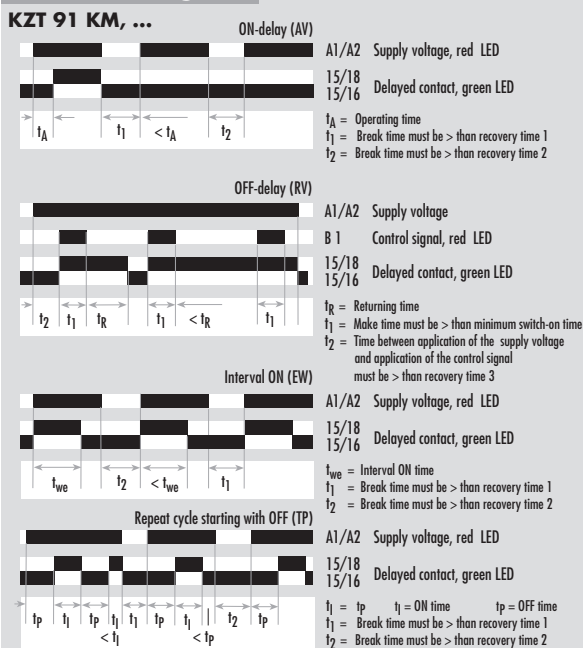 KZT 91 KM, ...
ON-delay (AV)
A1/A2 Supply voltage, red LED
15/18
15/16 Delayed contact, green LED
tA t1 < tA t2
tA = Operating time
t1 = Break time must be > than recovery time 1
t2 = Break time must be > than recovery time 2
OFF-delay (RV)
A1/A2 Supply voltage
B 1 Control signal, red LED
15/18
15/16 Delayed contact, green LED
t2 t1 tR t1 < tR t1
tR = Returning time
t1 = Make time must be > than minimum switch-on time
t2 = Time between application of the supply voltage
and application of the control signal
must be > than recovery time 3
Interval ON (EW)
A1/A2 Supply voltage, red LED
15/18
15/16 Delayed contact, green LED
twe t2 < twe t1
twe = Interval ON time
t1 = Break time must be > than recovery time 1
t2 = Break time must be > than recovery time 2
Repeat cycle starting with OFF (TP)
A1/A2 Supply voltage, red LED
15/18
15/16 Delayed contact, green LED
tP tI tP tI t1 tP tI t2 tP
< tI < tP
tI = tP tI = ON time tP = OFF time
t1 = Break time must be > than recovery time 1
t2 = Break time must be > than recovery time 2